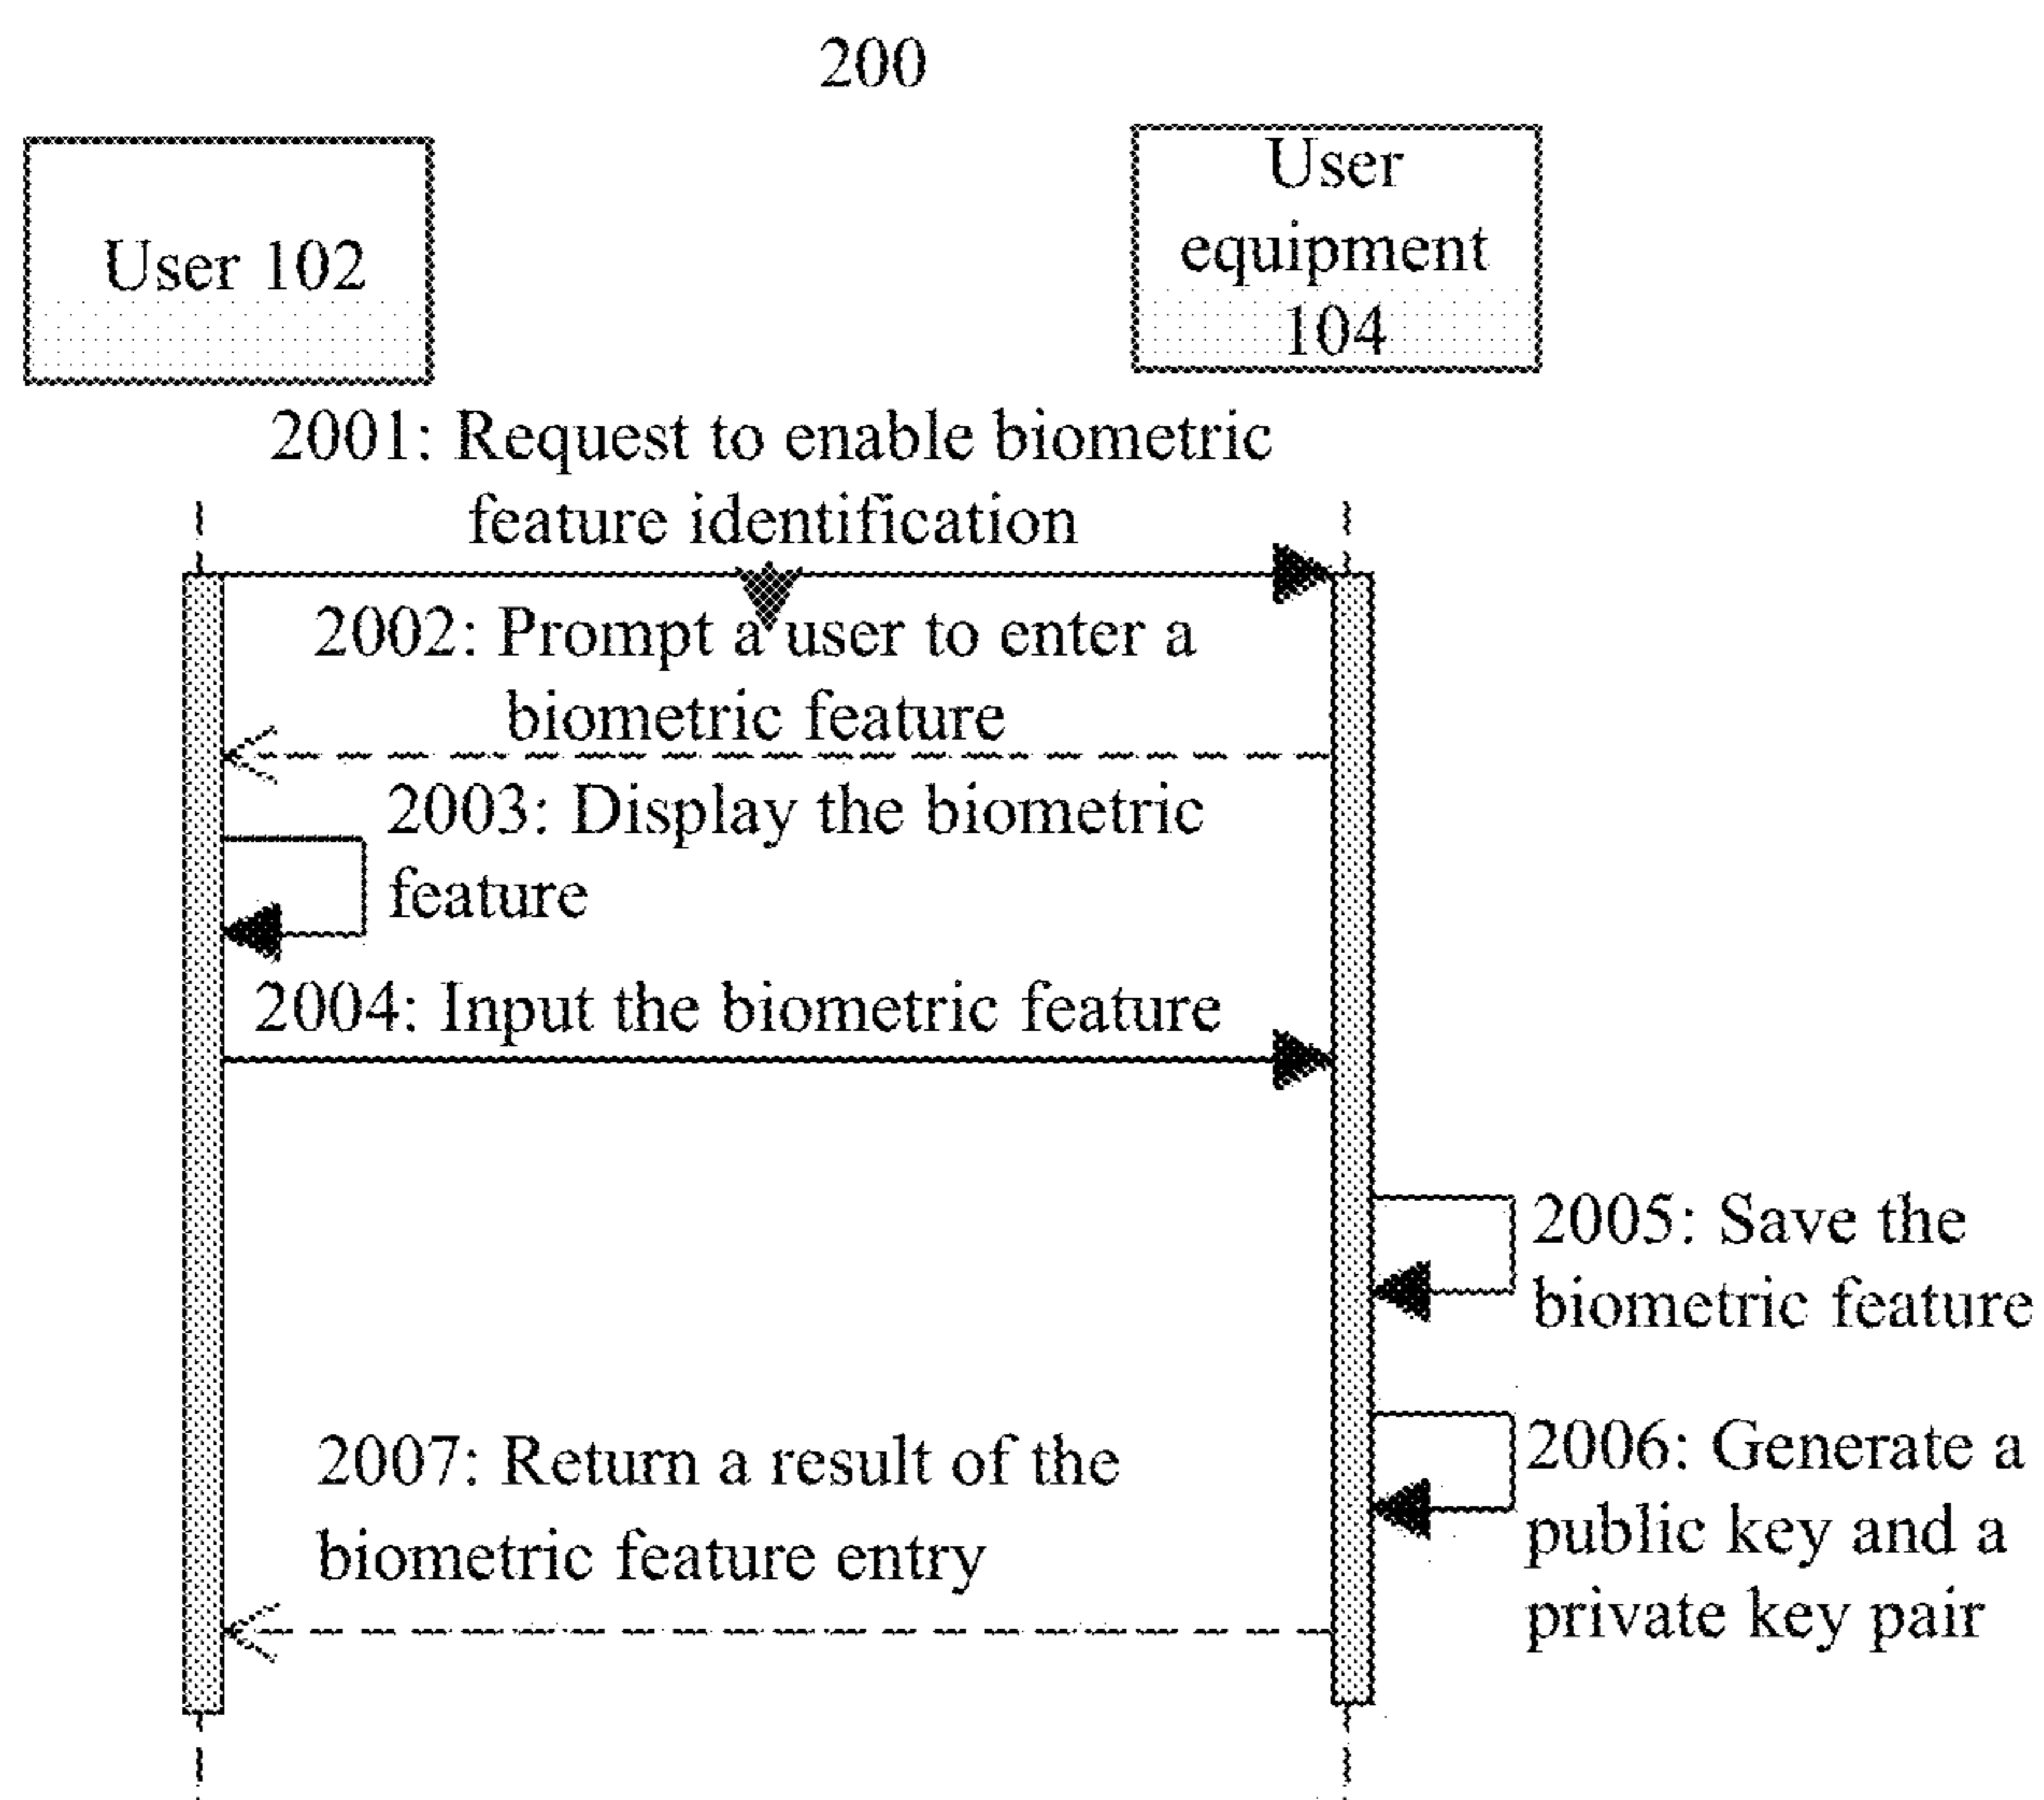 200
User 102
User
equipment
104
2001: Request to enable biometric
feature identification
2002: Prompt a user to enter a
biometric feature
2003: Display the biometric
feature
2004: Input the biometric feature
2005: Save the
biometric feature
2006: Generate a
public key and a
private key pair
2007: Return a result of the
biometric feature entry